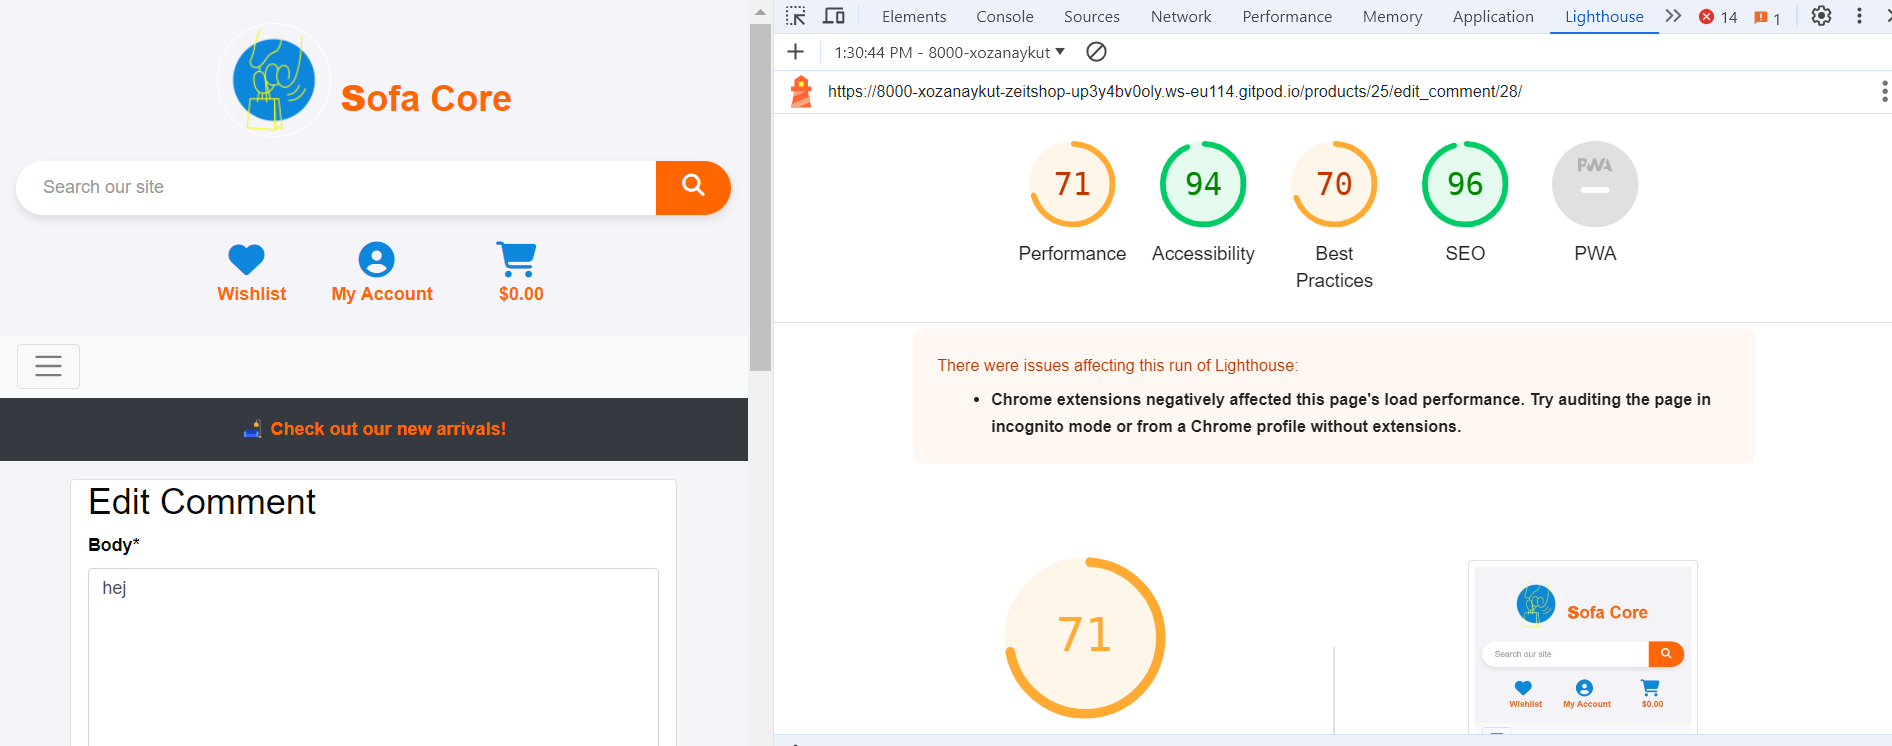 Sofa Core
Search our site
Wishlist
My Account
$0.00
Check out our new arrivals!
Edit Comment
Body*
hej
Elements
Console
Sources
Network
Performance
Memory
Application
Lighthouse
14
1
1:30:44 PM - 8000-xozanaykut
https://8000-xozanaykut-zeitshop-up3y4bv0oly.ws-eu114.gitpod.io/products/25/edit_comment/28/
71
94
70
96
PWA
Performance
Accessibility
Best
Practices
SEO
PWA
There were issues affecting this run of Lighthouse:
Chrome extensions negatively affected this page's load performance. Try auditing the page in
incognito mode or from a Chrome profile without extensions.
71
Sofa Core
Search our site
Wishlist
My Account
$0.00